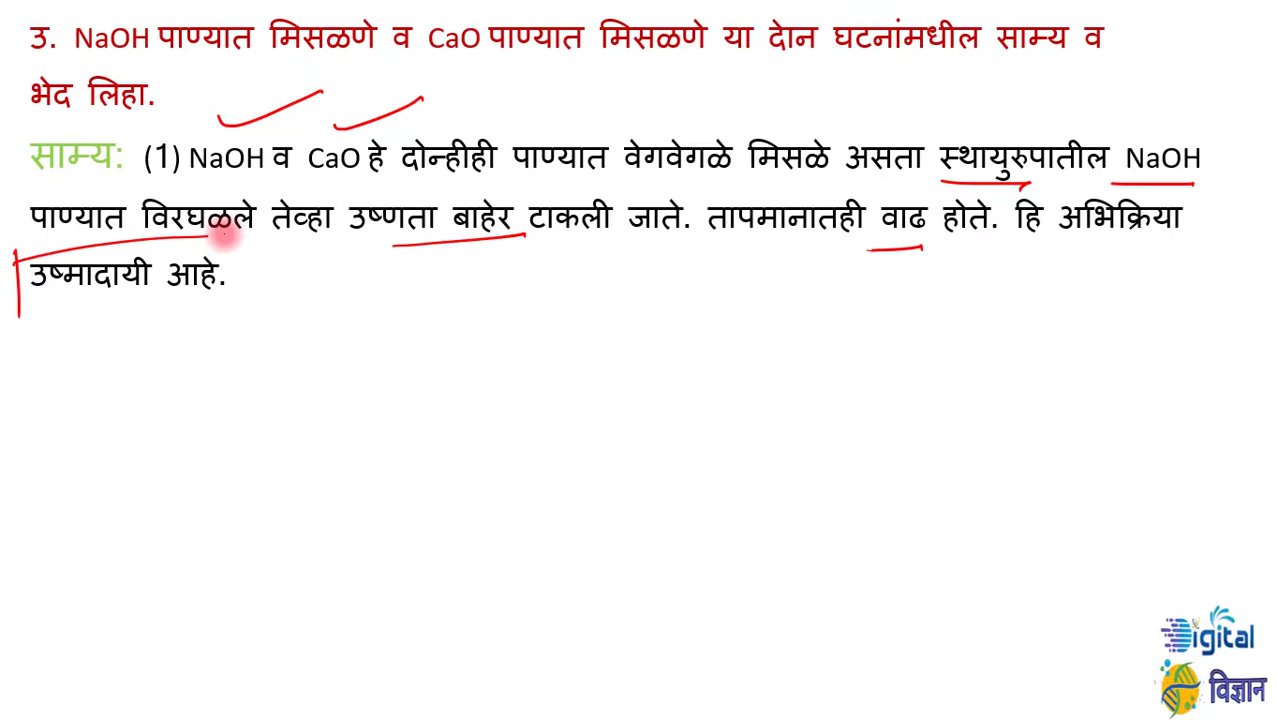 उ. NaOH पाण्यात मिसळणे व CaO पाण्यात मिसळणे या दोन घटनांमधील साम्य व
भेद लिहा.
साम्य: (1) NaOH व CaO हे दोन्हीही पाण्यात वेगवेगळे मिसळे असता स्थायुरुपातील NaOH
पाण्यात विरघळले तेव्हा उष्णता बाहेर टाकली जाते. तापमानातही वाढ होते. हि अभिक्रिया
उष्मादायी आहे.
Digital
विज्ञान